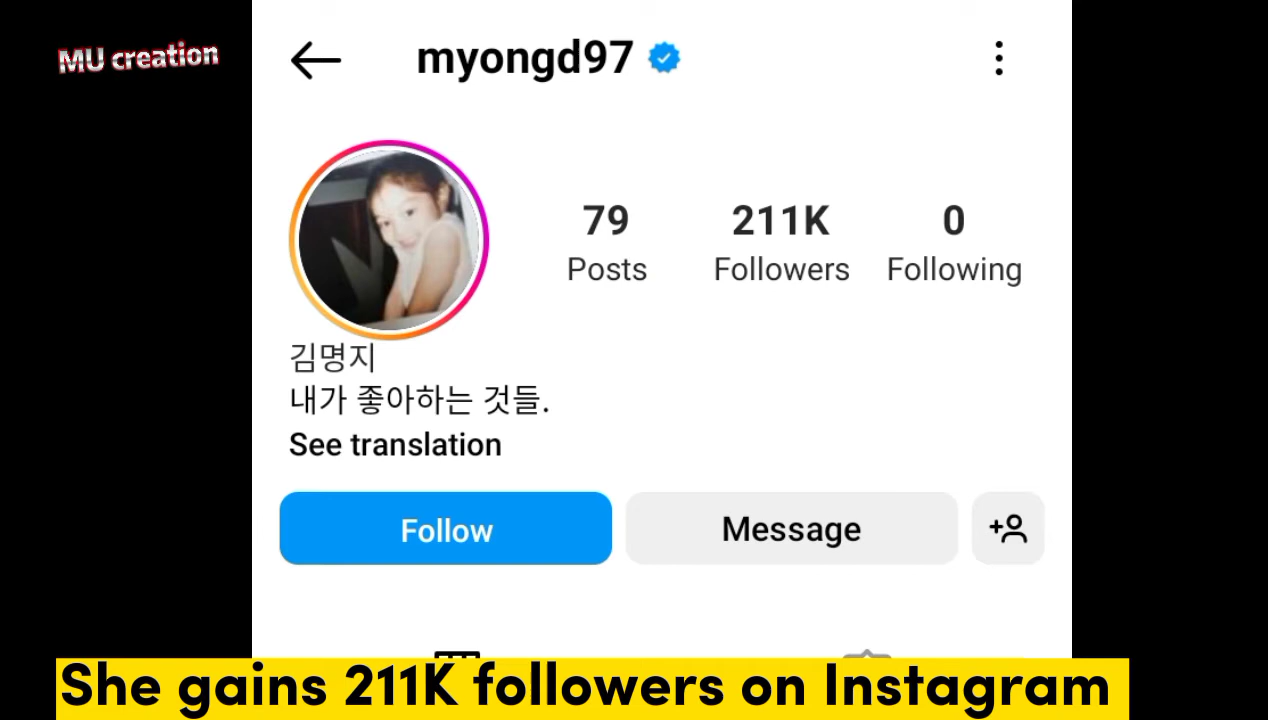 MU creation
myongd97
79 211K 0
Posts Followers Following
김명지
내가 좋아하는 것들.
See translation
Follow Message
She gains 211K followers on Instagram